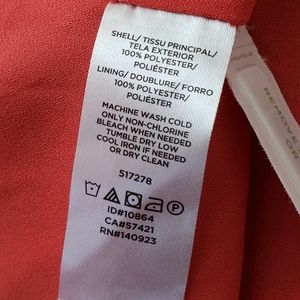 SHELL/ TISSU PRINCIPAL/
TELA EXTERIOR
100% POLYESTER/
POLIÉSTER
LINING/ DOUBLURE/ FORRO
100% POLYESTER/
POLIÉSTER
MACHINE WASH COLD
ONLY NON-CHLORINE
BLEACH WHEN NEEDED
TUMBLE DRY LOW
COOL IRON IF NEEDED
OR DRY CLEAN
517278
P
ID#10864
CA#57421
RN#140923
REMOV